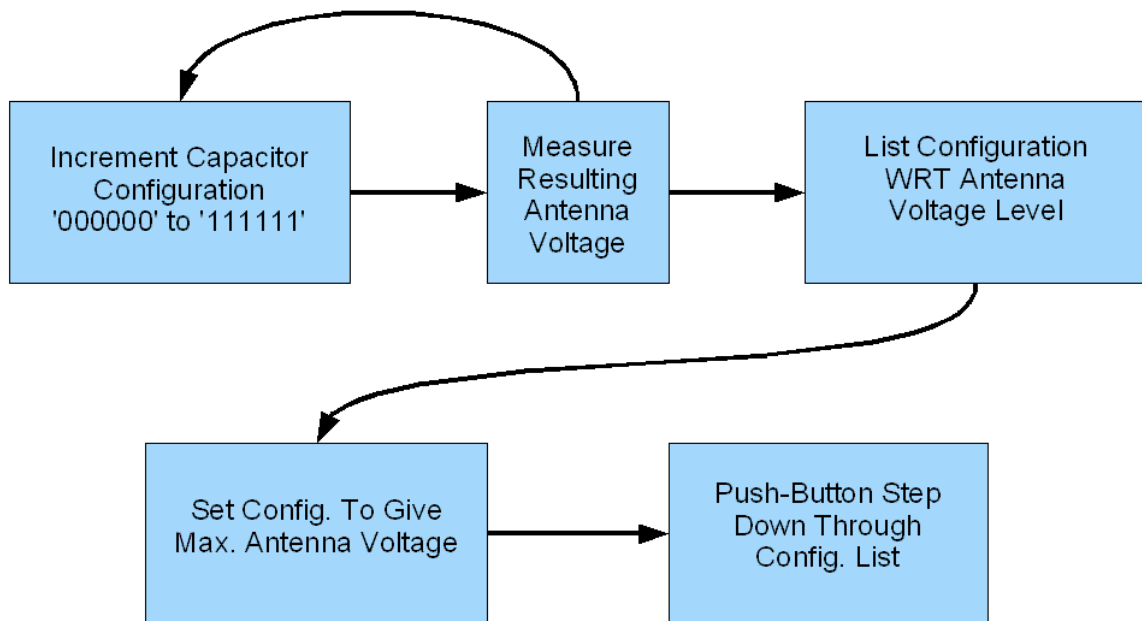 Increment Capacitor
Configuration
'000000' to '111111'
Measure
Resulting
Antenna
Voltage
List Configuration
WRT Antenna
Voltage Level
Set Config. To Give
Max. Antenna Voltage
Push-Button Step
Down Through
Config. List